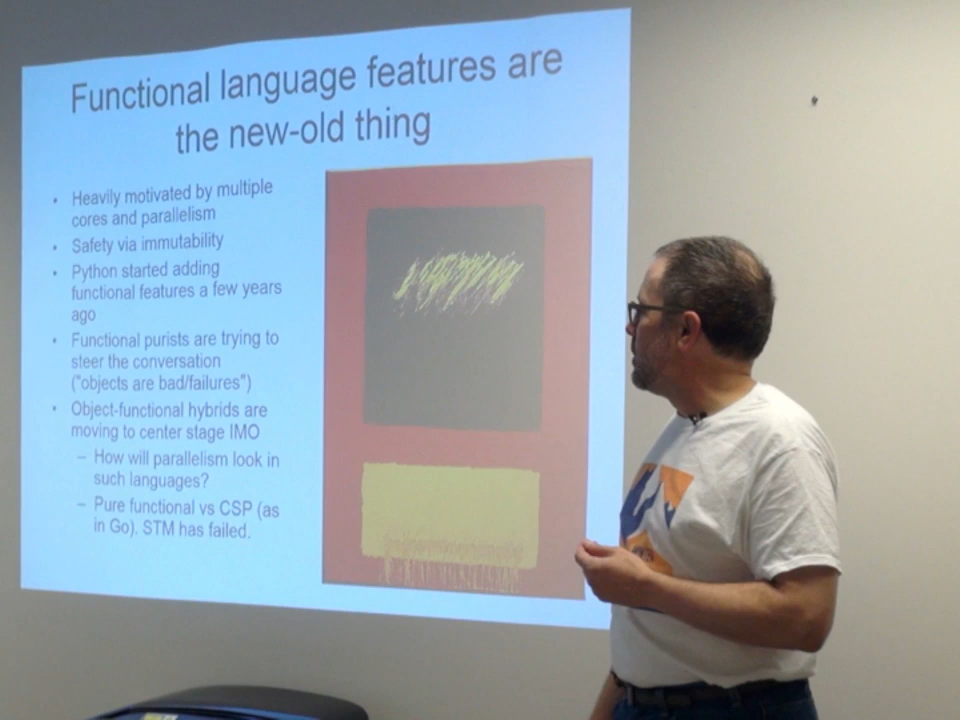 Functional language features are
the new-old thing
• Heavily motivated by multiple
cores and parallelism
• Safety via immutability
• Python started adding
functional features a few years
ago
• Functional purists are trying to
steer the conversation
("objects are bad/failures")
• Object-functional hybrids are
moving to center stage IMO
– How will parallelism look in
such languages?
– Pure functional vs CSP (as
in Go). STM has failed.